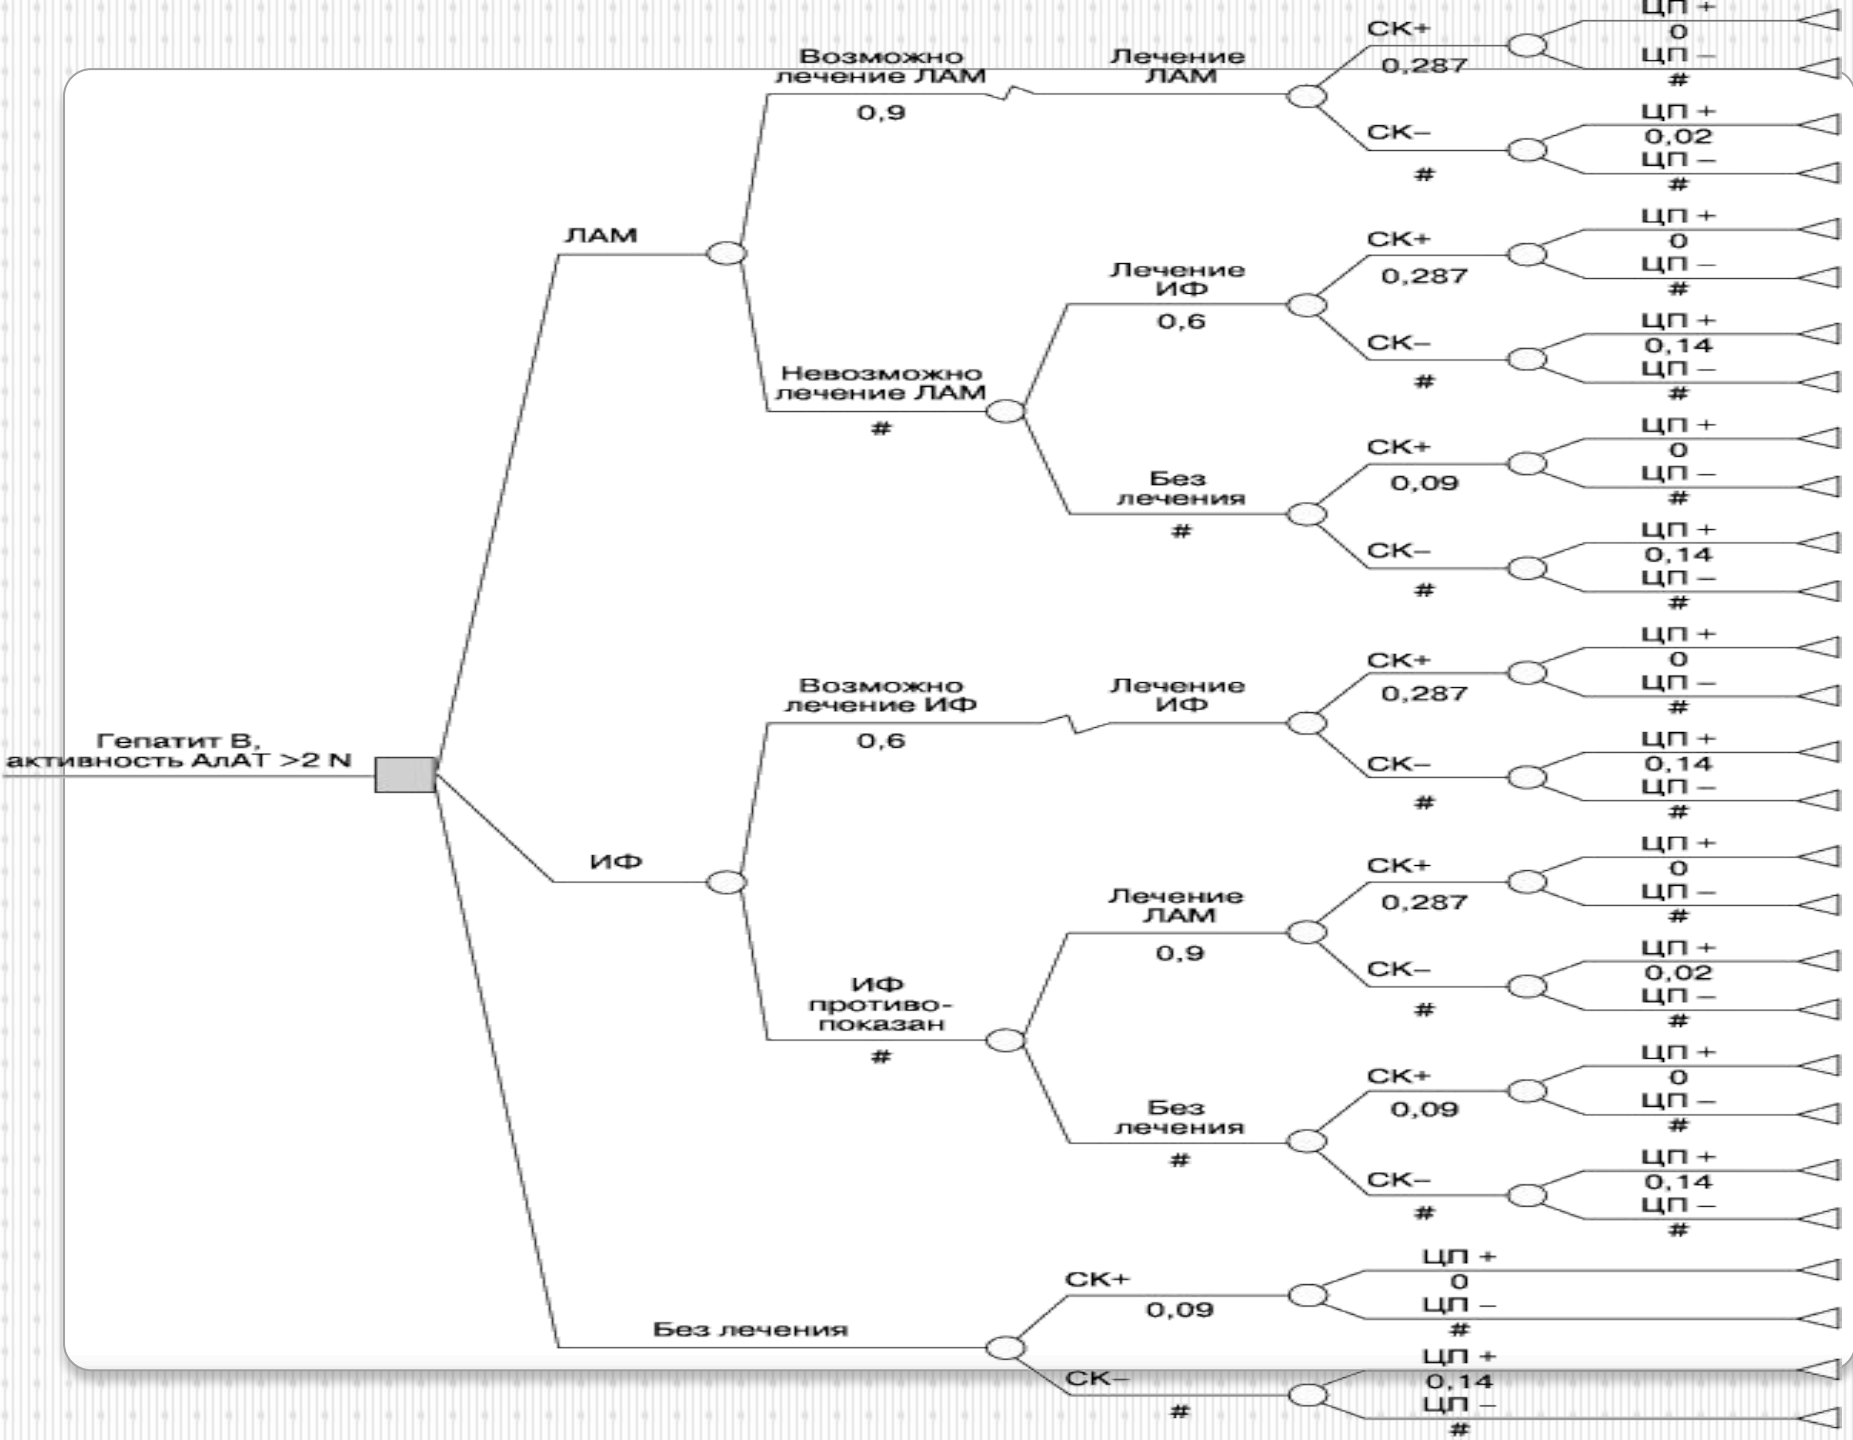 Гепатит В,
активность АлАТ >2 N
ЛАМ
Возможно
лечение ЛАМ
0,9
Лечение
ЛАМ
СК+
0,287
ЦП +
0
ЦП –
#
СК–
#
ЦП +
0,02
ЦП –
#
Невозможно
лечение ЛАМ
#
Лечение
ИФ
0,6
СК+
0,287
ЦП +
0
ЦП –
#
СК–
#
ЦП +
0,14
ЦП –
#
Без
лечения
#
СК+
0,09
ЦП +
0
ЦП –
#
СК–
#
ЦП +
0,14
ЦП –
#
ИФ
Возможно
лечение ИФ
0,6
Лечение
ИФ
СК+
0,287
ЦП +
0
ЦП –
#
СК–
#
ЦП +
0,14
ЦП –
#
ИФ
противо-
показан
#
Лечение
ЛАМ
0,9
СК+
0,287
ЦП +
0
ЦП –
#
СК–
#
ЦП +
0,02
ЦП –
#
Без
лечения
#
СК+
0,09
ЦП +
0
ЦП –
#
СК–
#
ЦП +
0,14
ЦП –
#
Без лечения
СК+
0,09
ЦП +
0
ЦП –
#
СК–
#
ЦП +
0,14
ЦП –
#